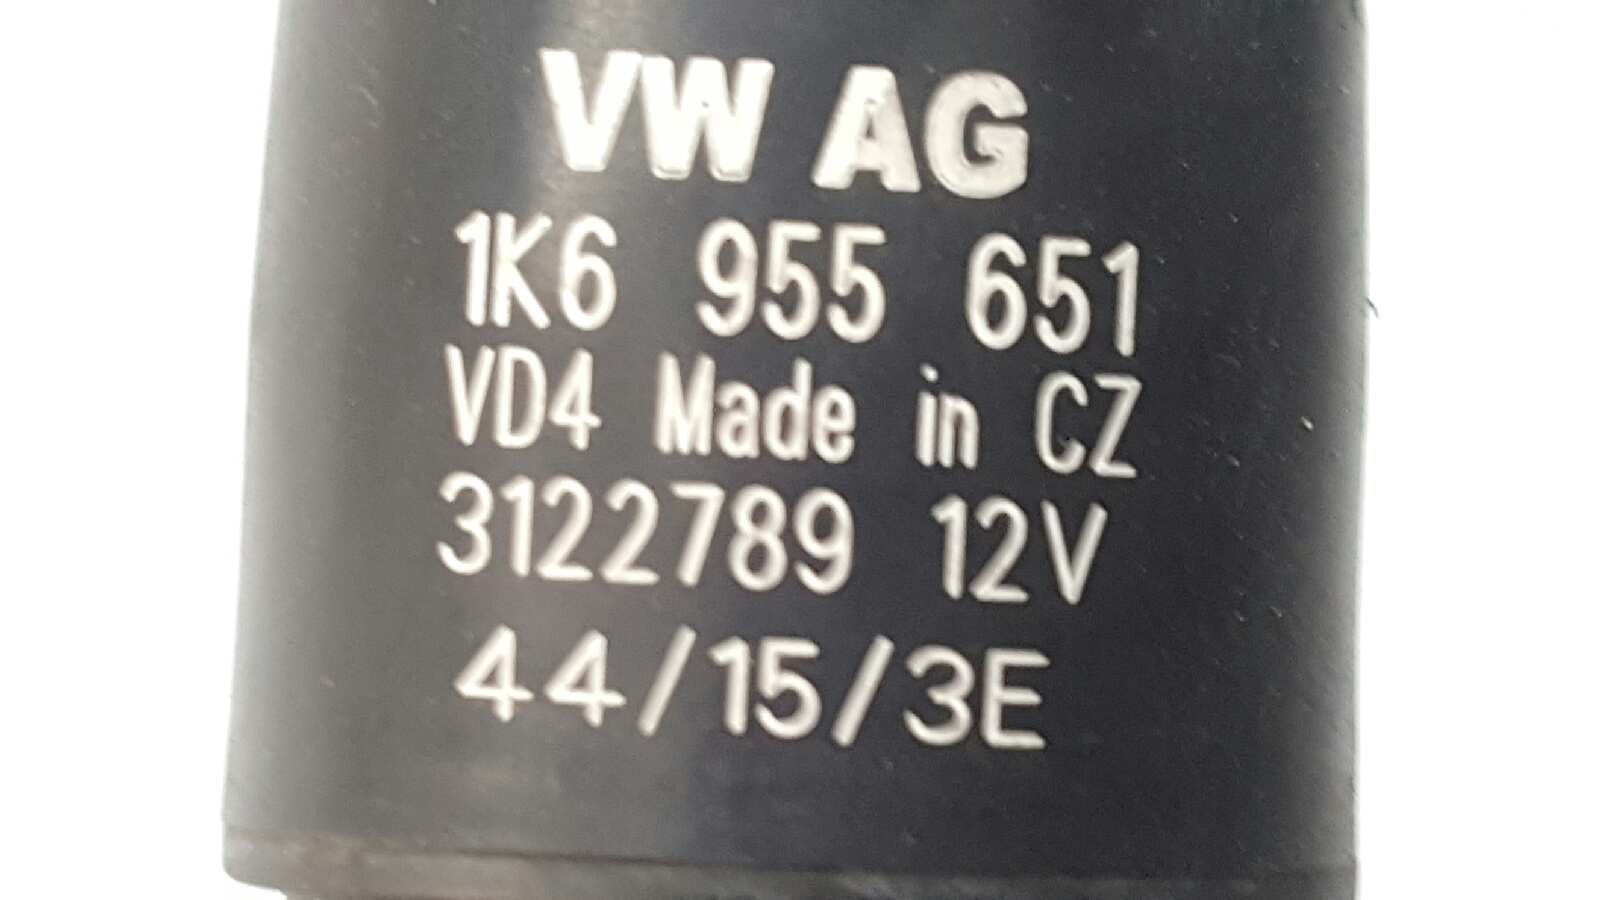 VW AG
1K6 955 651
VD4 Made in CZ
3122789 12V
44/15/3E